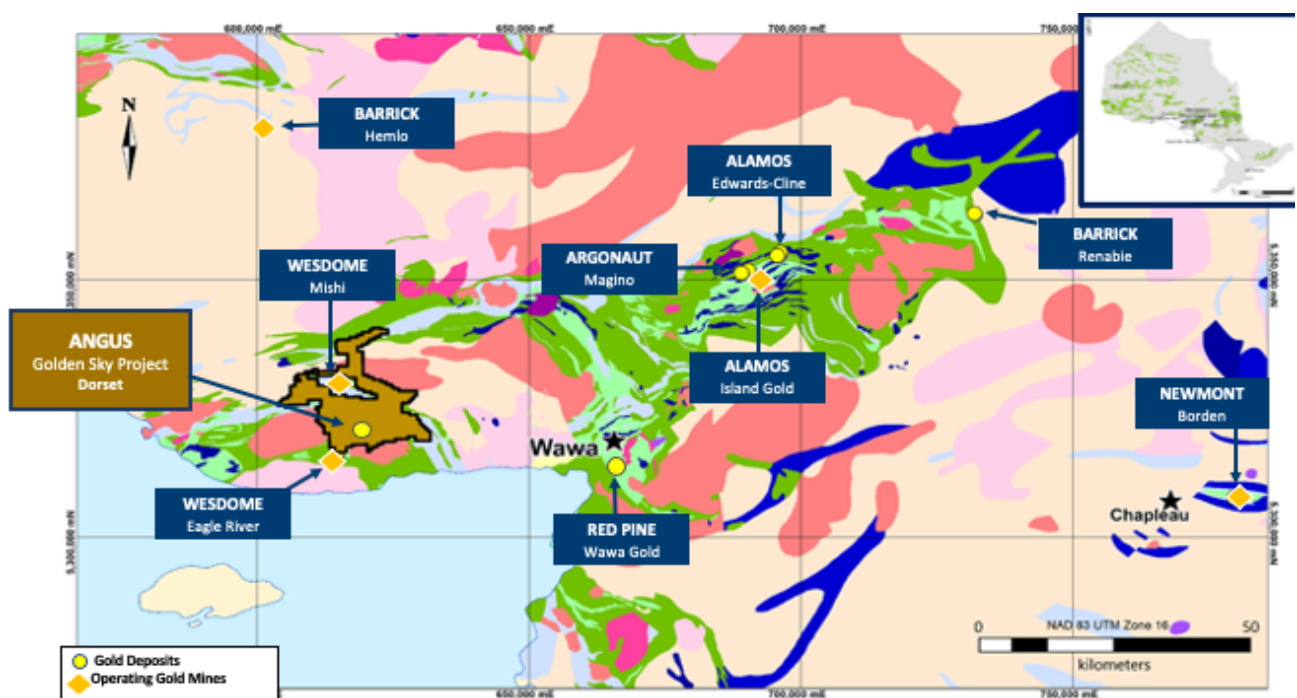 600,000 mE
650,000 mE
700,000 mE
750,000 mE
N
BARRICK
Hemlo
ALAMOS
Edwards-Cline
BARRICK
Renabie
ARGONAUT
Magino
WESDOME
Mishi
5,350,000 mN
5,350,000 mN
ANGUS
Golden Sky Project
Dorset
ALAMOS
Island Gold
NEWMONT
Borden
Wawa
WESDOME
Eagle River
RED PINE
Wawa Gold
Chapleau
5,300,000 mN
5,300,000 mN
0
NAD 83 UTM Zone 16
50
kilometers
Gold Deposits
Operating Gold Mines
650,000 mE
700,000 mE
750,000 mE